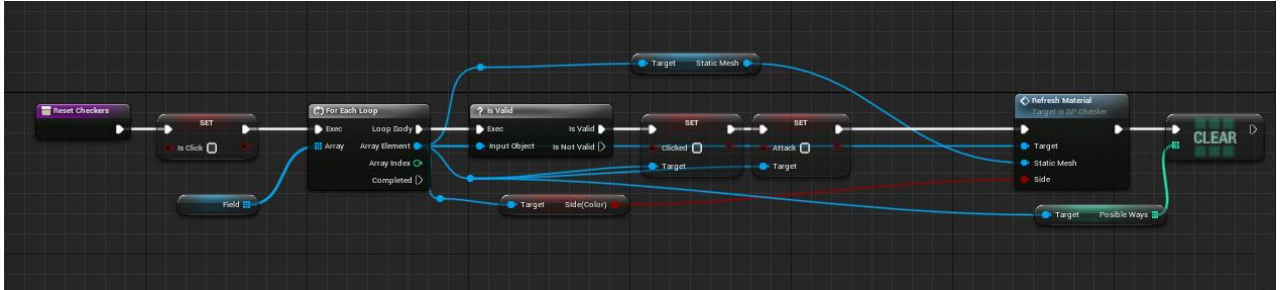 Target Static Mesh
Reset Checkers
SET
Is Click
For Each Loop
Exec Loop Body
Array Array Element
Array Index
Completed
? Is Valid
Exec Is Valid
Input Object Is Not Valid
SET
Clicked
Target
SET
Attack
Target
Refresh Material
Target is BP Checker
Target
Static Mesh
Side
CLEAR
Field
Target SIde(Color)
Target Posible Ways